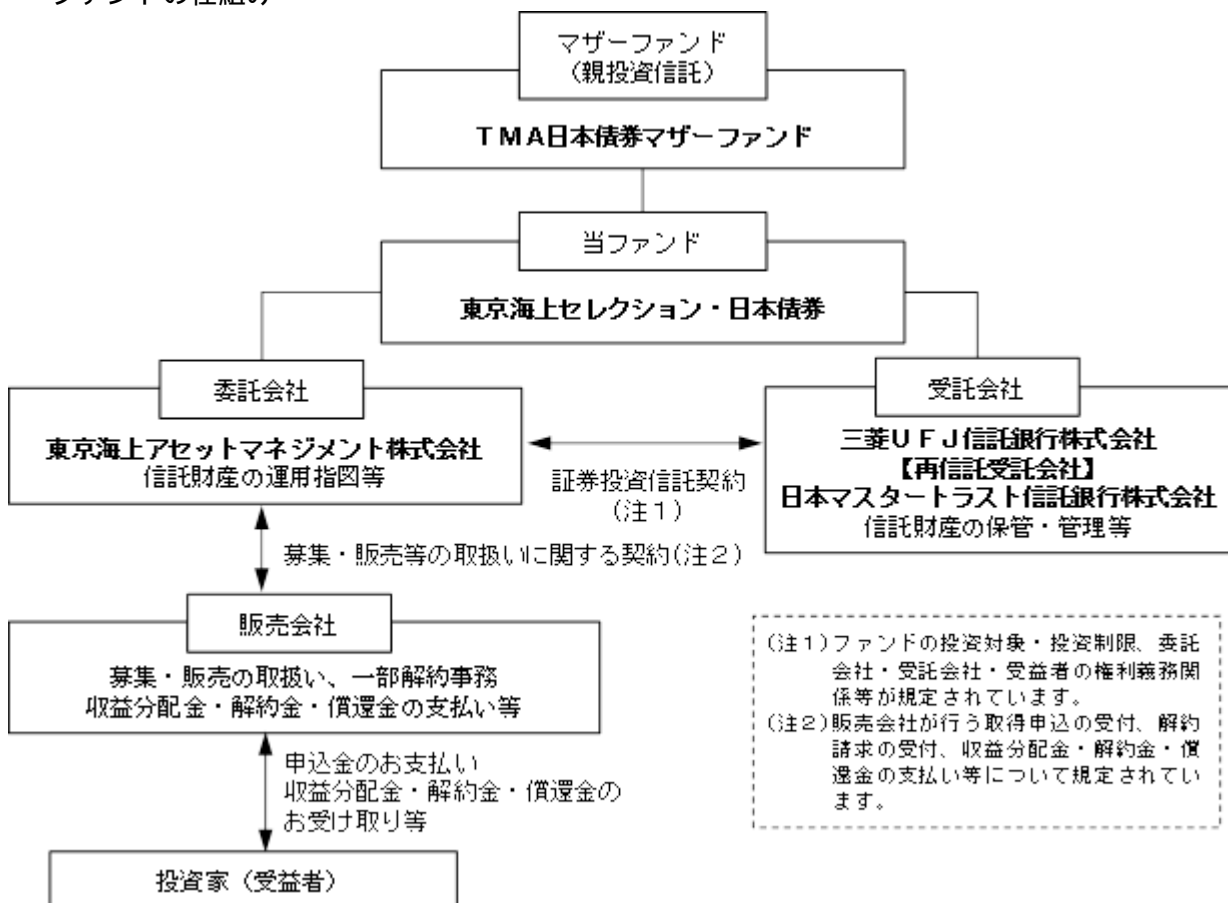 ファンドの仕組み
マザーファンド
（親投資信託）
ＴＭＡ日本債券マザーファンド
当ファンド
東京海上セレクション・日本債券
委託会社
東京海上アセットマネジメント株式会社
信託財産の運用指図等
証券投資信託契約
(注１)
受託会社
三菱ＵＦＪ信託銀行株式会社
【再信託受託会社】
日本マスタートラスト信託銀行株式会社
信託財産の保管・管理等
募集・販売等の取扱いに関する契約(注２)
販売会社
募集・販売の取扱い、一部解約事務
収益分配金・解約金・償還金の支払い等
申込金のお支払い
収益分配金・解約金・償還金の
お受け取り等
投資家（受益者）
(注１)ファンドの投資対象・投資制限、委託
会社・受託会社・受益者の権利義務関
係等が規定されています。
(注２)販売会社が行う取得申込の受付、解約
請求の受付、収益分配金・解約金・償
還金の支払い等について規定されてい
ます。